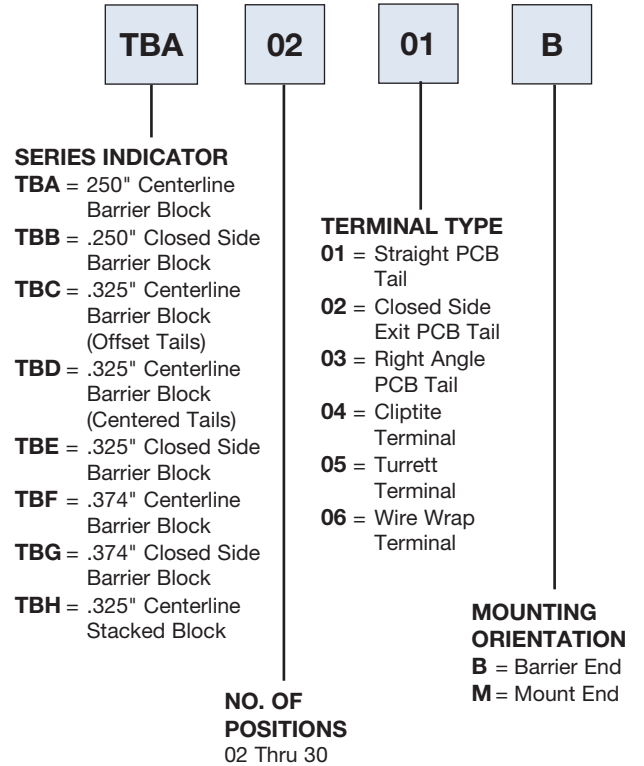 TBA 02 01 B
SERIES INDICATOR
TBA = 250" Centerline
Barrier Block
TBB = .250" Closed Side
Barrier Block
TBC = .325" Centerline
Barrier Block
(Offset Tails)
TBD = .325" Centerline
Barrier Block
(Centered Tails)
TBE = .325" Closed Side
Barrier Block
TBF = .374" Centerline
Barrier Block
TBG = .374" Closed Side
Barrier Block
TBH = .325" Centerline
Stacked Block
NO. OF
POSITIONS
02 Thru 30
TERMINAL TYPE
01 = Straight PCB
Tail
02 = Closed Side
Exit PCB Tail
03 = Right Angle
PCB Tail
04 = Cliptite
Terminal
05 = Turrett
Terminal
06 = Wire Wrap
Terminal
MOUNTING
ORIENTATION
B = Barrier End
M = Mount End